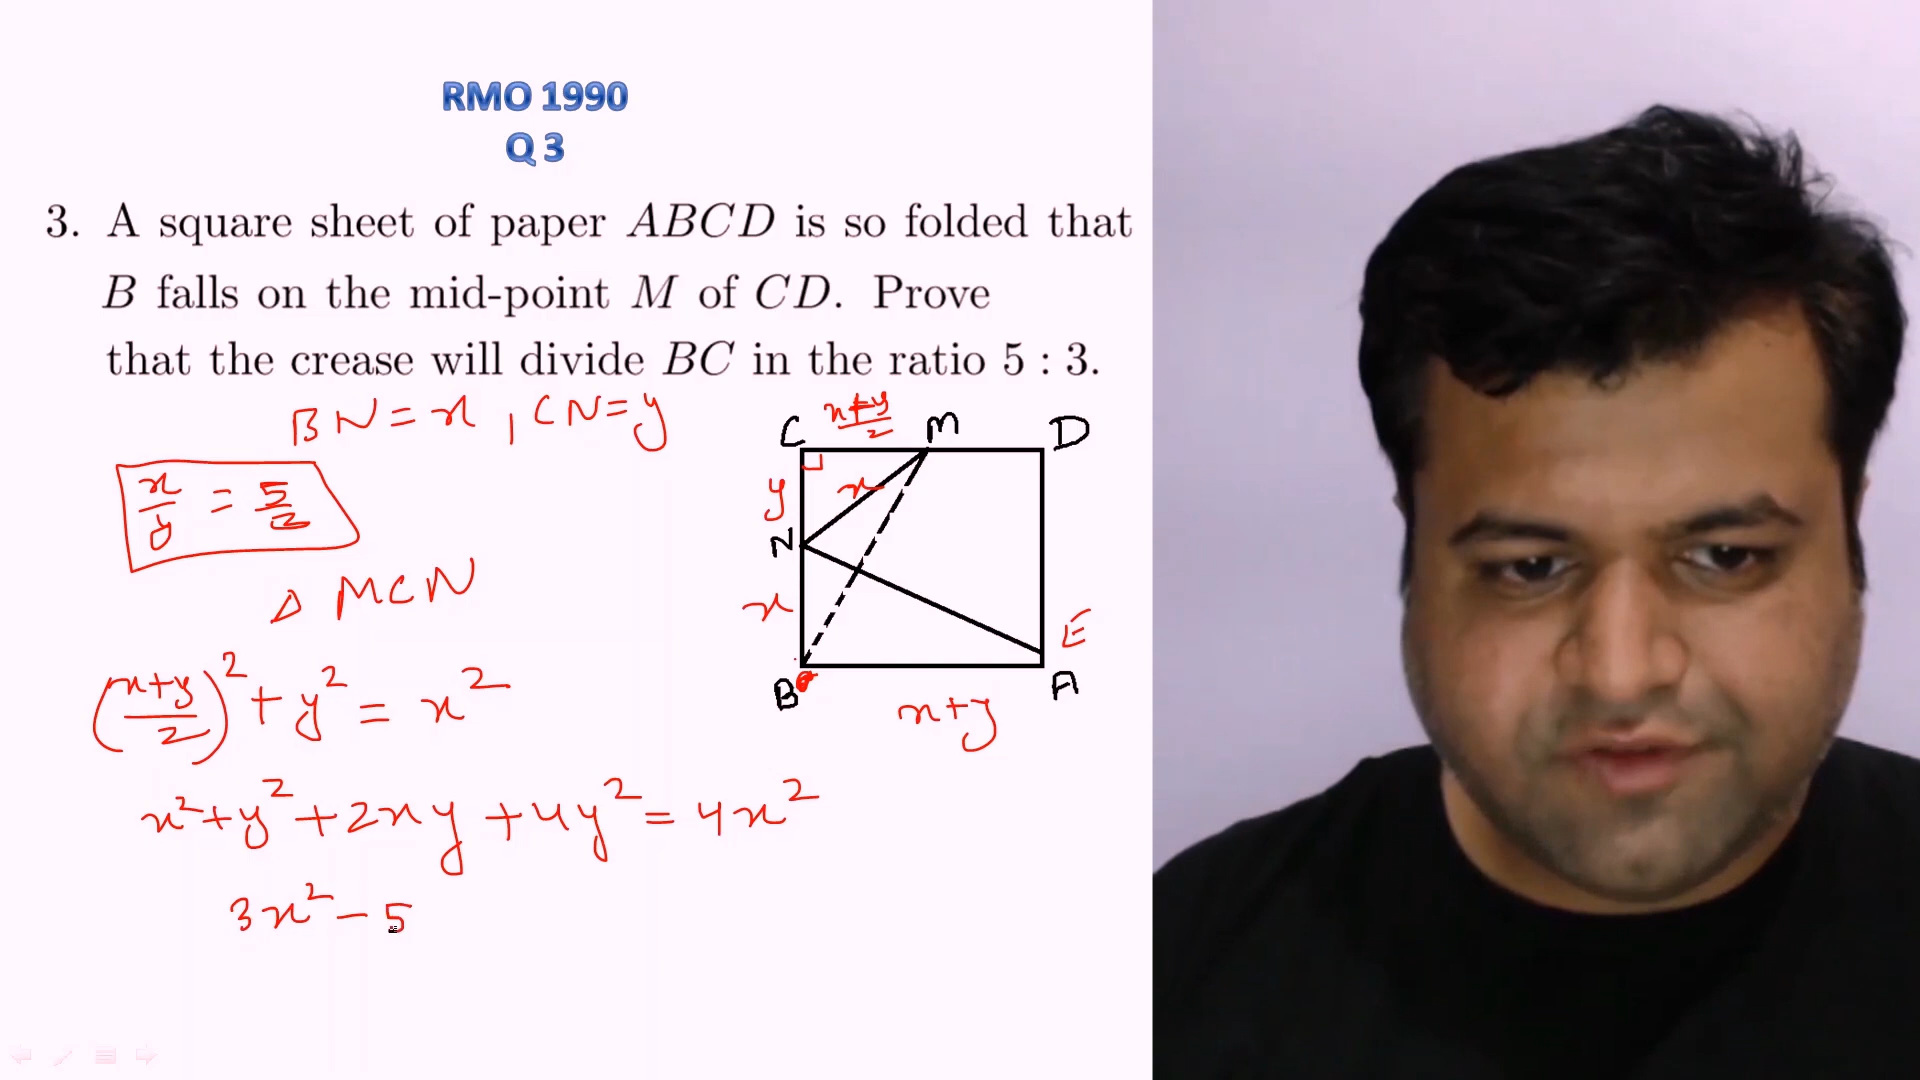 RMO 1990
Q 3
3. A square sheet of paper ABCD is so folded that
B falls on the mid-point M of CD. Prove
that the crease will divide BC in the ratio 5 : 3.
BN = x , CN = y
x/y = 5/2
△ MCN
((x+y)/2)² + y² = x²
x² + y² + 2xy + 4y² = 4x²
3x² - 5
C (x+y)/2 M D
y x
N
x E
B A
x+y